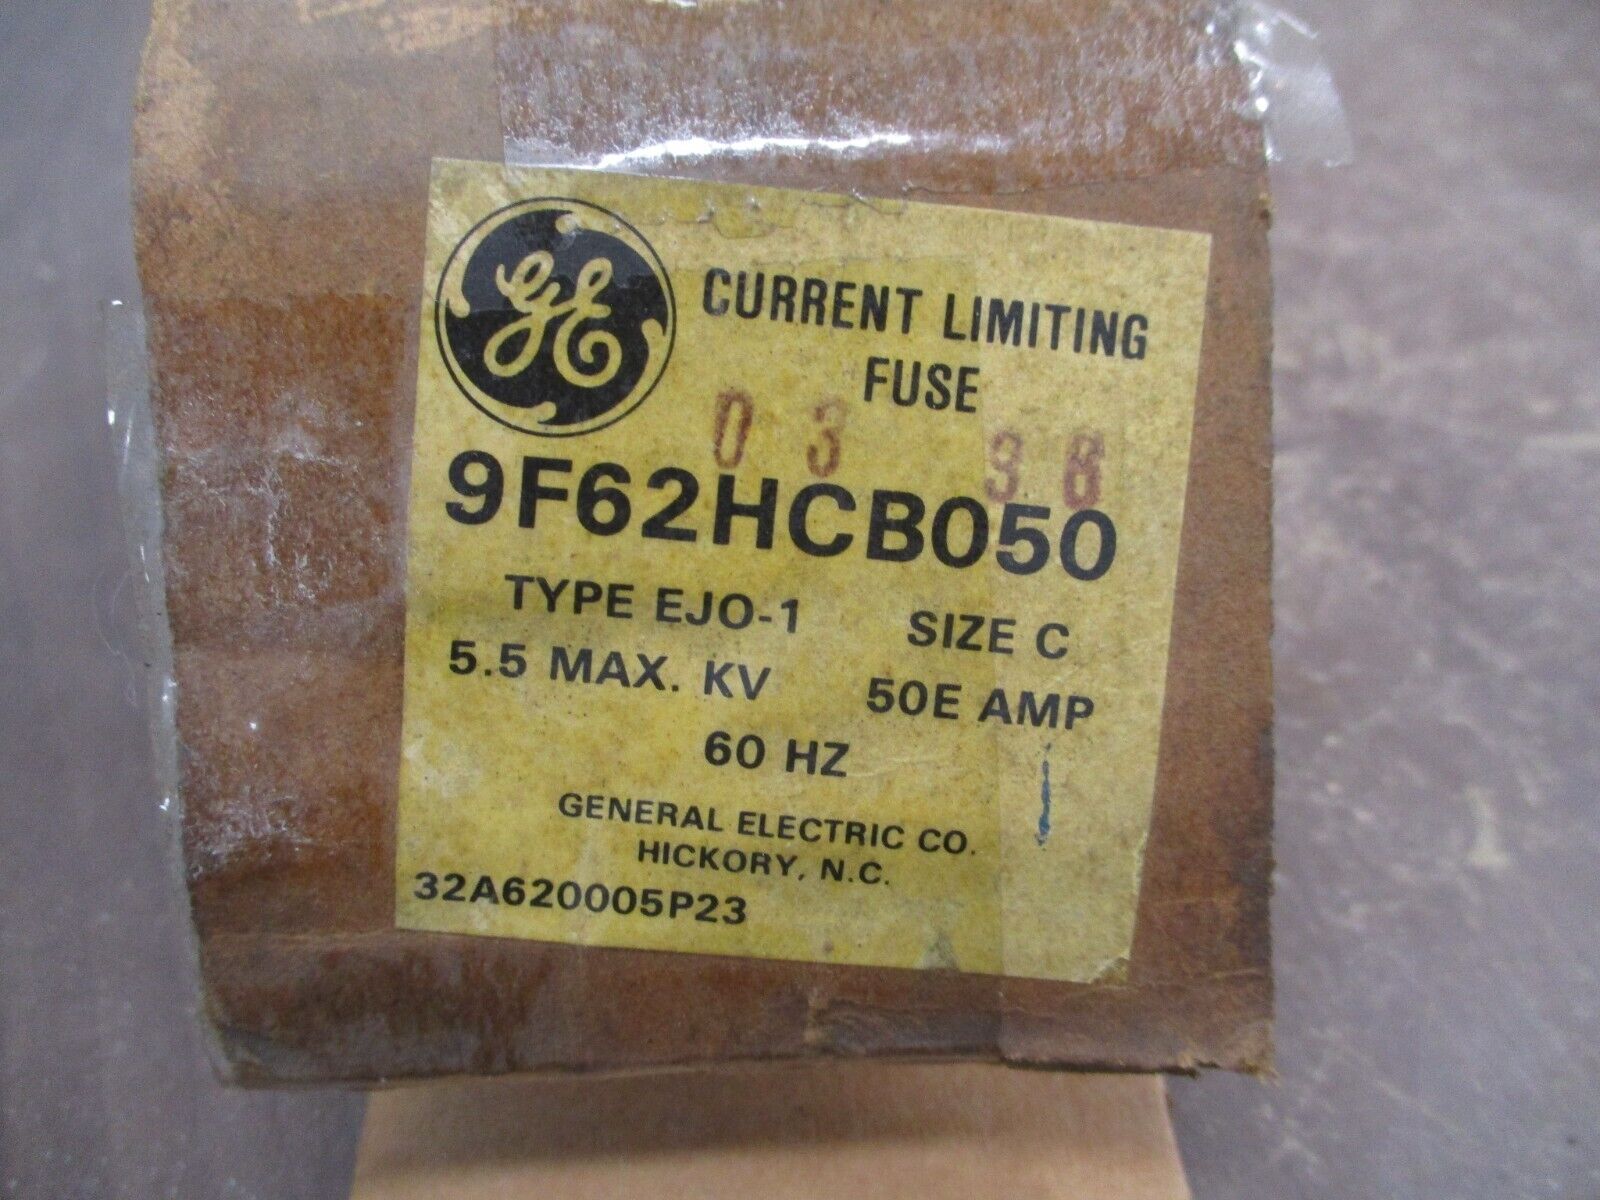 GE
CURRENT LIMITING
FUSE
03 38
9F62HCB050
TYPE EJO-1 SIZE C
5.5 MAX. KV 50E AMP
60 HZ
GENERAL ELECTRIC CO.
HICKORY, N.C.
32A620005P23